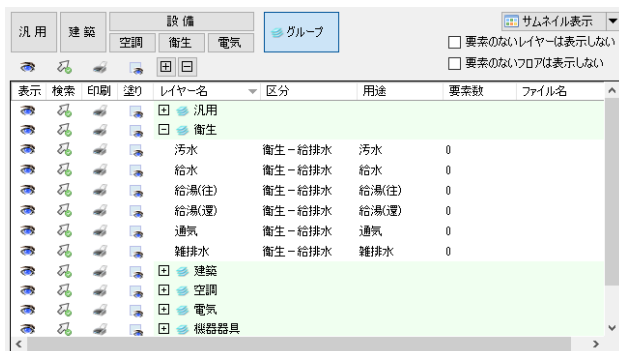 汎用 建築 設備 グループ サムネイル表示
空調 衛生 電気
要素のないレイヤーは表示しない
要素のないフロアは表示しない
表示 検索 印刷 塗り レイヤー名 区分 用途 要素数 ファイル名
汎用
衛生
汚水 衛生－給排水 汚水 0
給水 衛生－給排水 給水 0
給湯(往) 衛生－給排水 給湯(往) 0
給湯(還) 衛生－給排水 給湯(還) 0
通気 衛生－給排水 通気 0
雑排水 衛生－給排水 雑排水 0
建築
空調
電気
機器器具